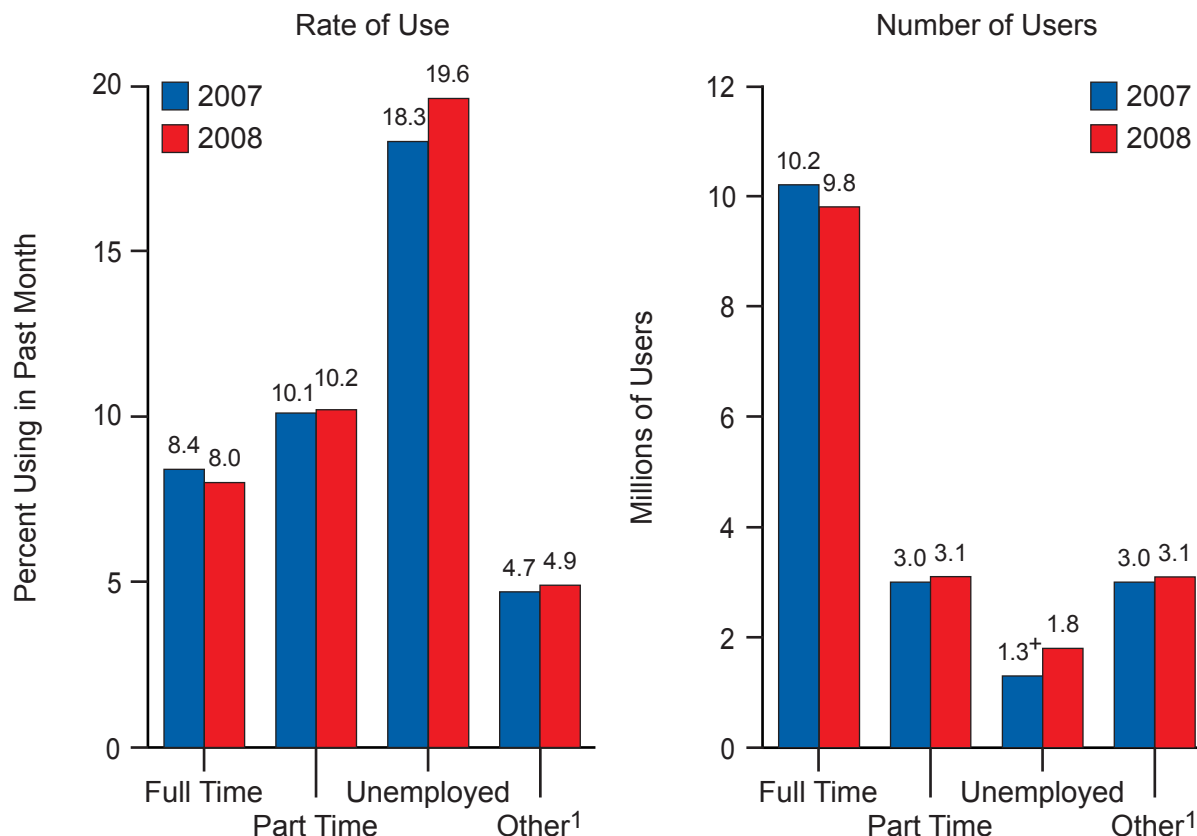 Rate of Use
Percent Using in Past Month
20
15
10
5
0
2007
2008
8.4
8.0
10.1
10.2
18.3
19.6
4.7
4.9
Full Time
Part Time
Unemployed
Other1
Number of Users
Millions of Users
12
10
8
6
4
2
0
2007
2008
10.2
9.8
3.0
3.1
1.3+
1.8
3.0
3.1
Full Time
Part Time
Unemployed
Other1